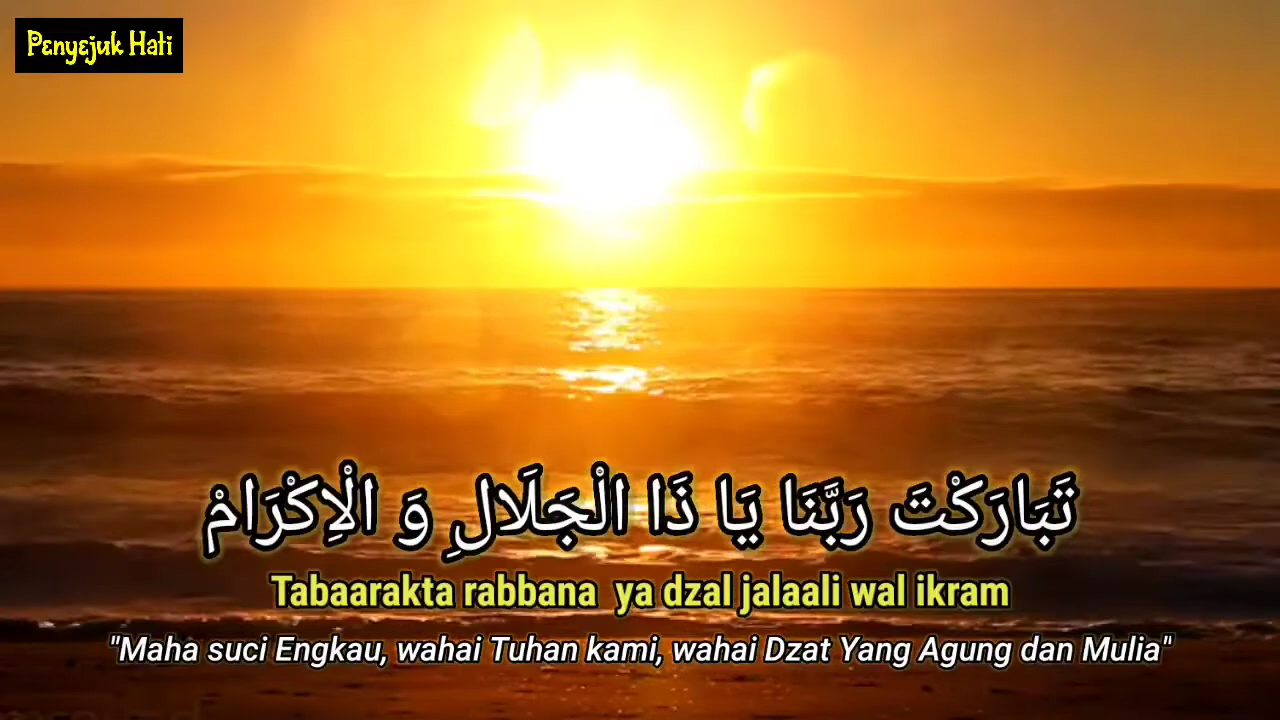 Penyejuk Hati
تَبَارَكْتَ رَبَّنَا يَا ذَا الْجَلَالِ وَ الْاِكْرَامْ
Tabaarakta rabbana ya dzal jalaali wal ikram
"Maha suci Engkau, wahai Tuhan kami, wahai Dzat Yang Agung dan Mulia"